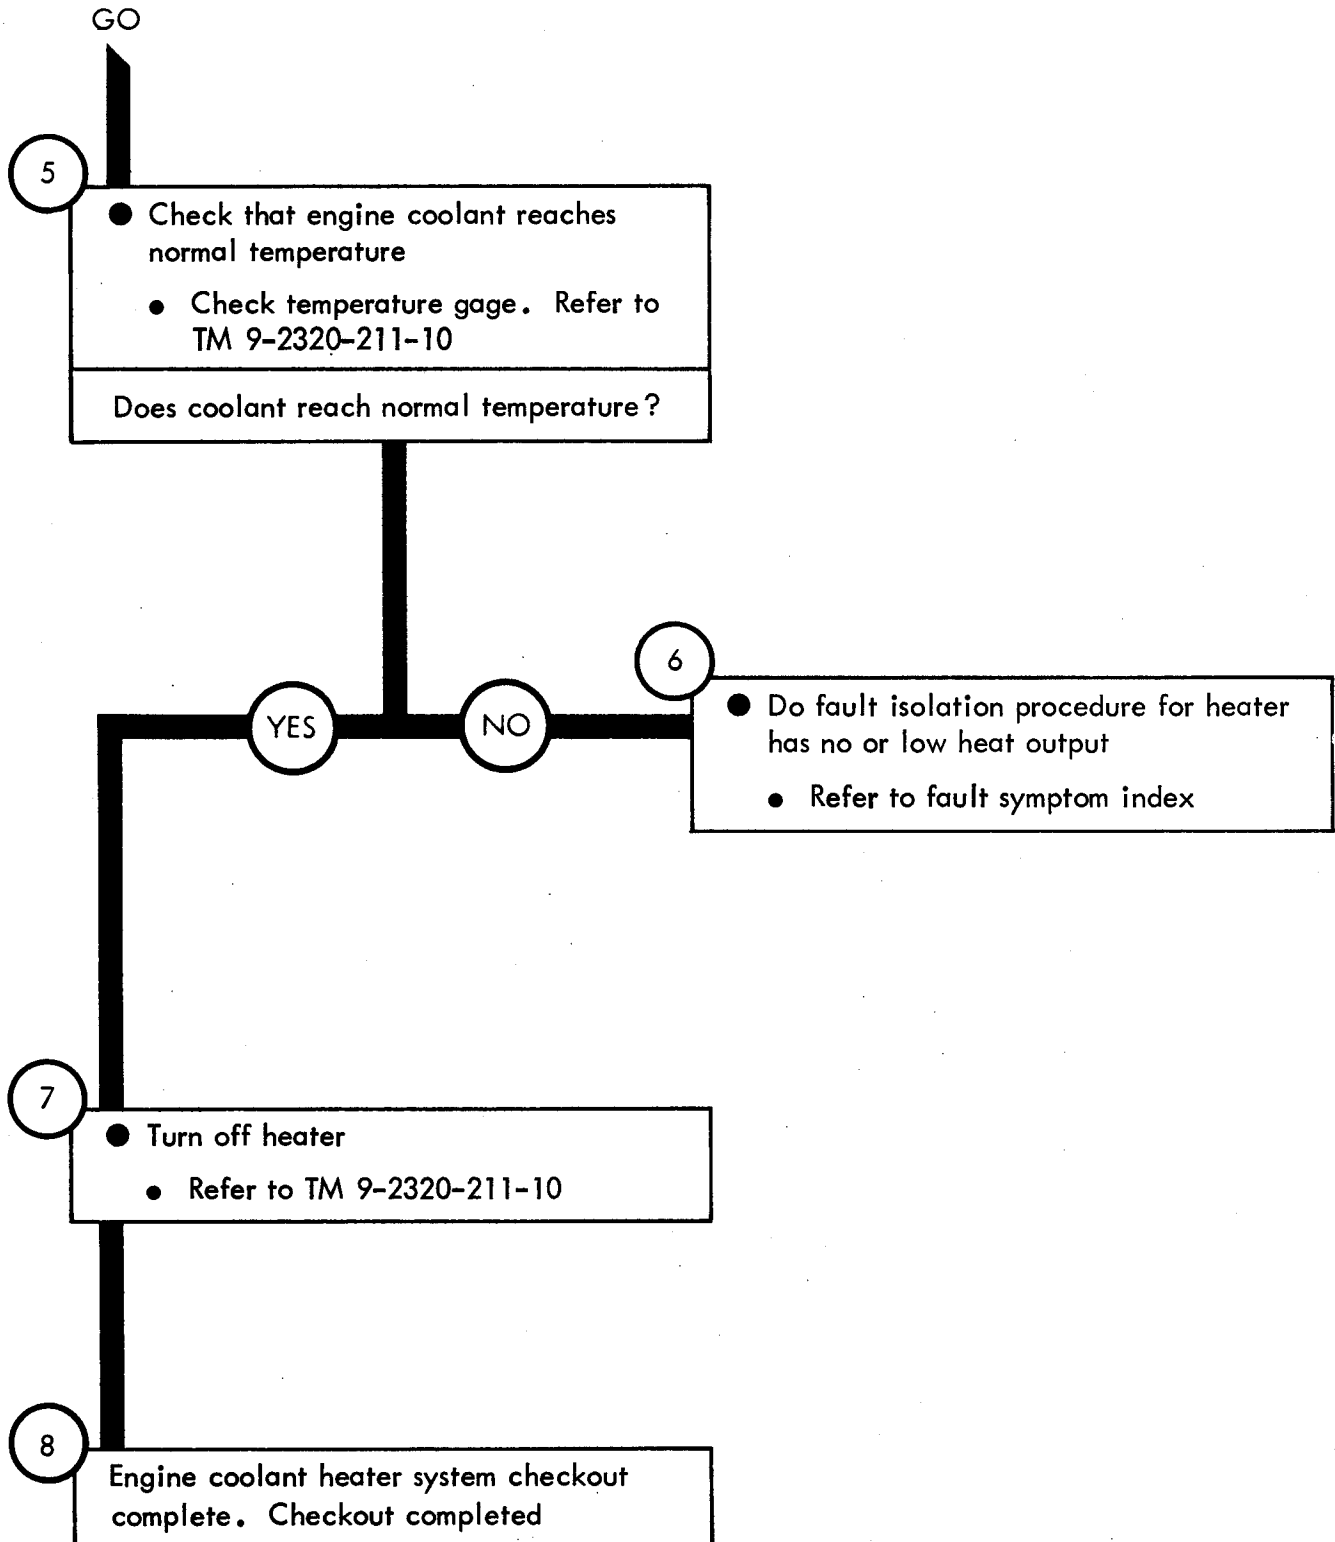 GO
5
● Check that engine coolant reaches
normal temperature
● Check temperature gage. Refer to
TM 9-2320-211-10
Does coolant reach normal temperature?
YES
NO
6
● Do fault isolation procedure for heater
has no or low heat output
● Refer to fault symptom index
7
● Turn off heater
● Refer to TM 9-2320-211-10
8
Engine coolant heater system checkout
complete. Checkout completed